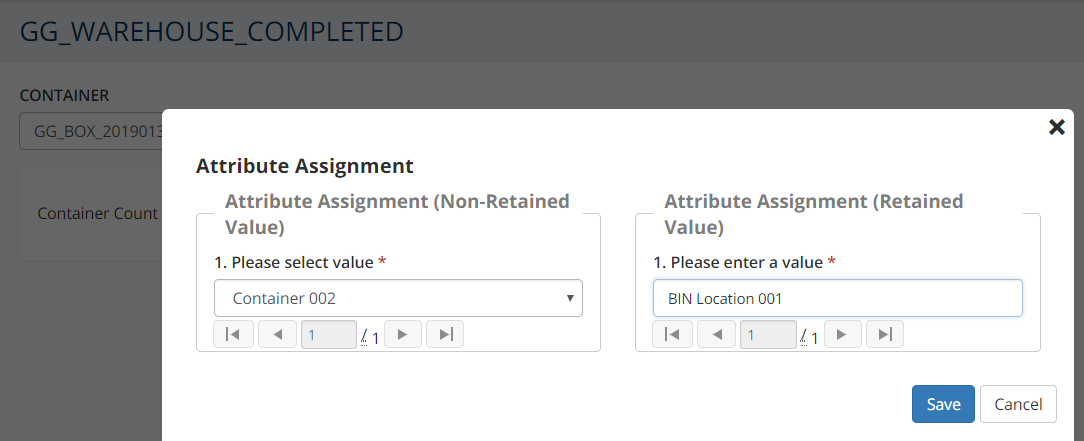 GG_WAREHOUSE_COMPLETED
CONTAINER
GG_BOX_201901
Container Count
Attribute Assignment
Attribute Assignment (Non-Retained
Value)
1. Please select value *
Container 002
1 / 1
Attribute Assignment (Retained
Value)
1. Please enter a value *
BIN Location 001
1 / 1
Save
Cancel